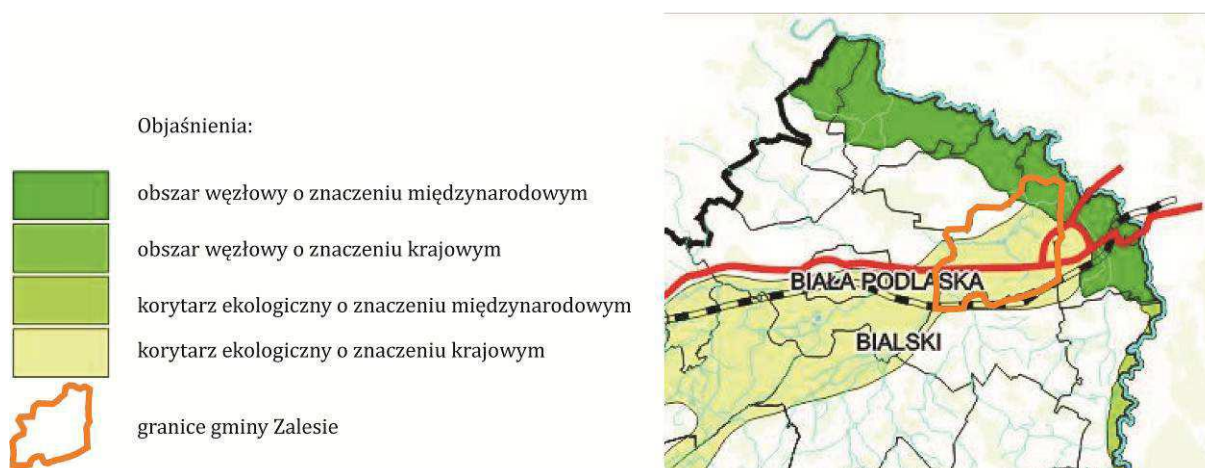 Objaśnienia:
obszar węzłowy o znaczeniu międzynarodowym
obszar węzłowy o znaczeniu krajowym
korytarz ekologiczny o znaczeniu międzynarodowym
korytarz ekologiczny o znaczeniu krajowym
granice gminy Zalesie
BIAŁA PODLASKA
BIALSKI